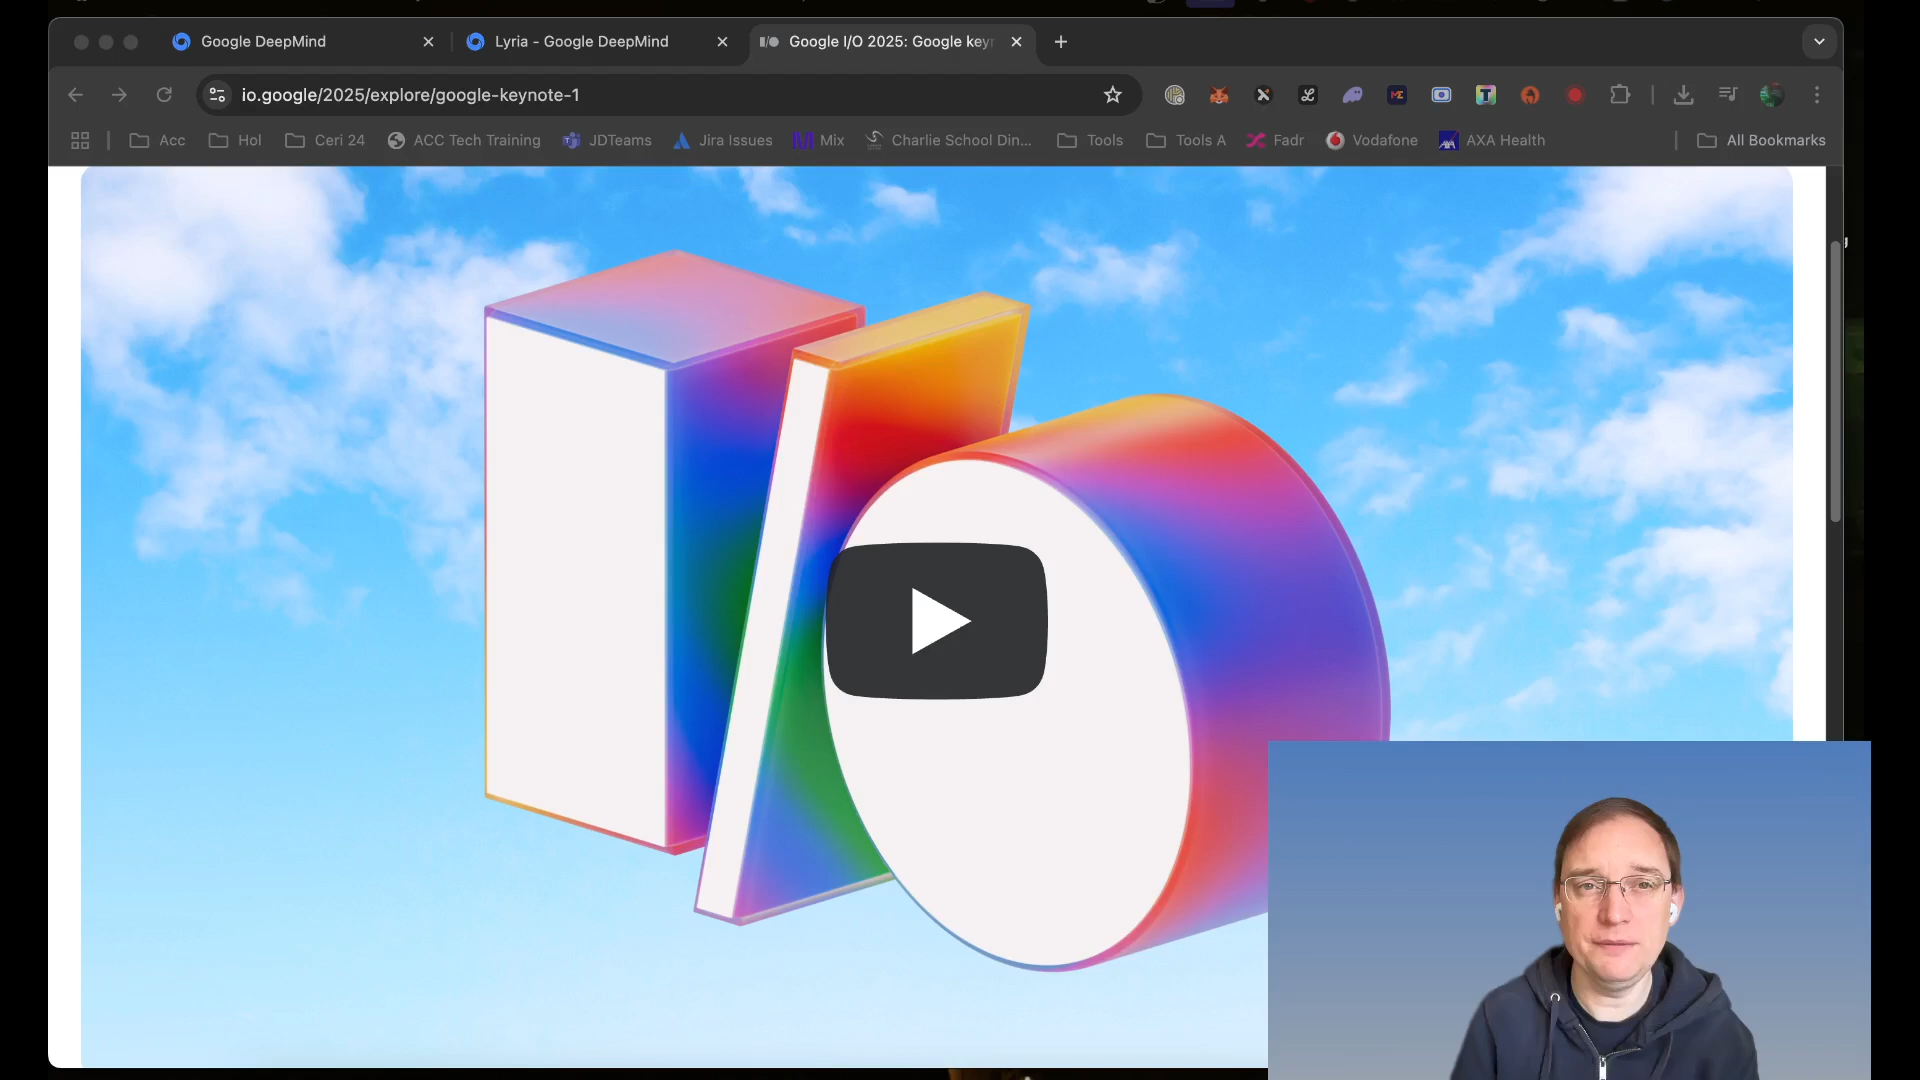 Google DeepMind
Lyria - Google DeepMind
Google I/O 2025: Google keyn
io.google/2025/explore/google-keynote-1
Acc
Hol
Ceri 24
ACC Tech Training
JDTeams
Jira Issues
Mix
Charlie School Din...
Tools
Tools A
Fadr
Vodafone
AXA Health
All Bookmarks